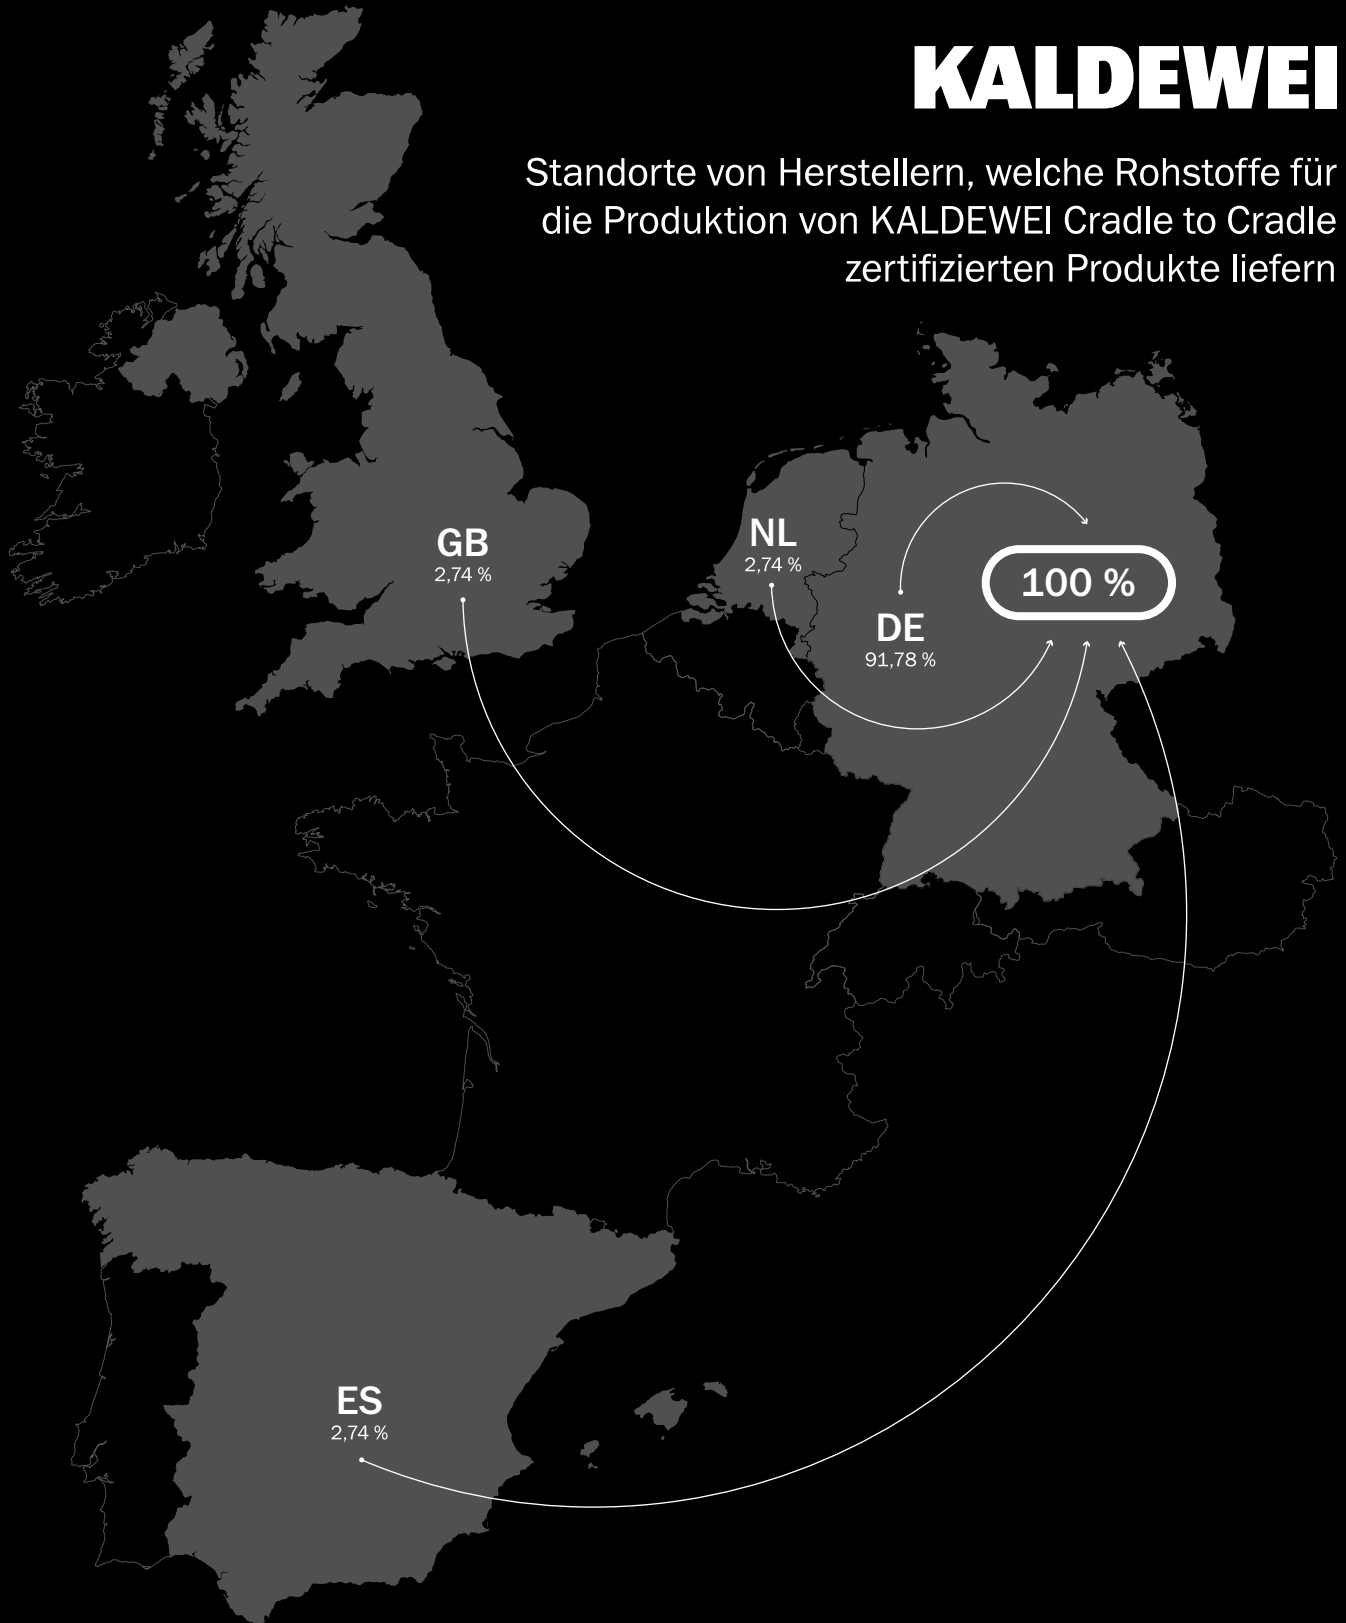 KALDEWEI
Standorte von Herstellern, welche Rohstoffe für
die Produktion von KALDEWEI Cradle to Cradle
zertifizierten Produkte liefern
GB
2,74 %
NL
2,74 %
DE
91,78 %
100 %
ES
2,74 %